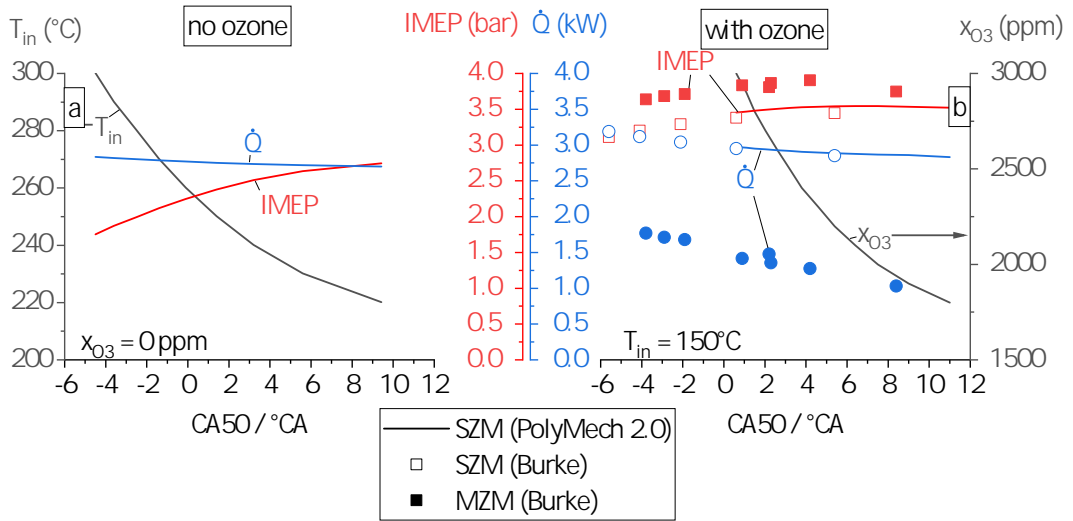 T_in (°C)
no ozone
IMEP (bar)
Q̇ (kW)
with ozone
x_O3 (ppm)
300
280
260
240
220
200
a
T_in
Q̇
IMEP
x_O3 = 0 ppm
-6 -4 -2 0 2 4 6 8 10 12
CA50 / °CA
4.0
3.5
3.0
2.5
2.0
1.5
1.0
0.5
0.0
4.0
3.5
3.0
2.5
2.0
1.5
1.0
0.5
0.0
IMEP
b
Q̇
x_O3
T_in = 150°C
-6 -4 -2 0 2 4 6 8 10 12
CA50 / °CA
3000
2500
2000
1500
SZM (PolyMech 2.0)
SZM (Burke)
MZM (Burke)